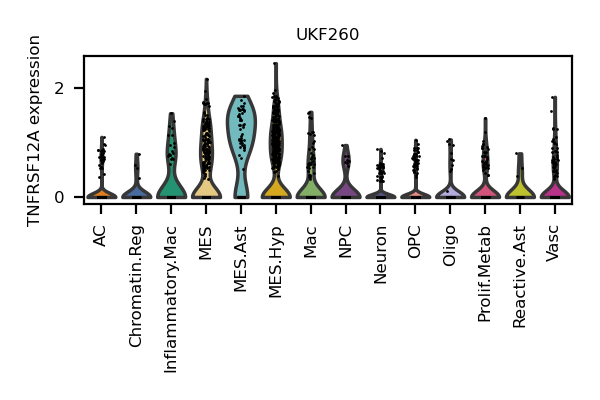 UKF260
TNFRSF12A expression
2
0
AC
Chromatin.Reg
Inflammatory.Mac
MES
MES.Ast
MES.Hyp
Mac
NPC
Neuron
OPC
Oligo
Prolif.Metab
Reactive.Ast
Vasc